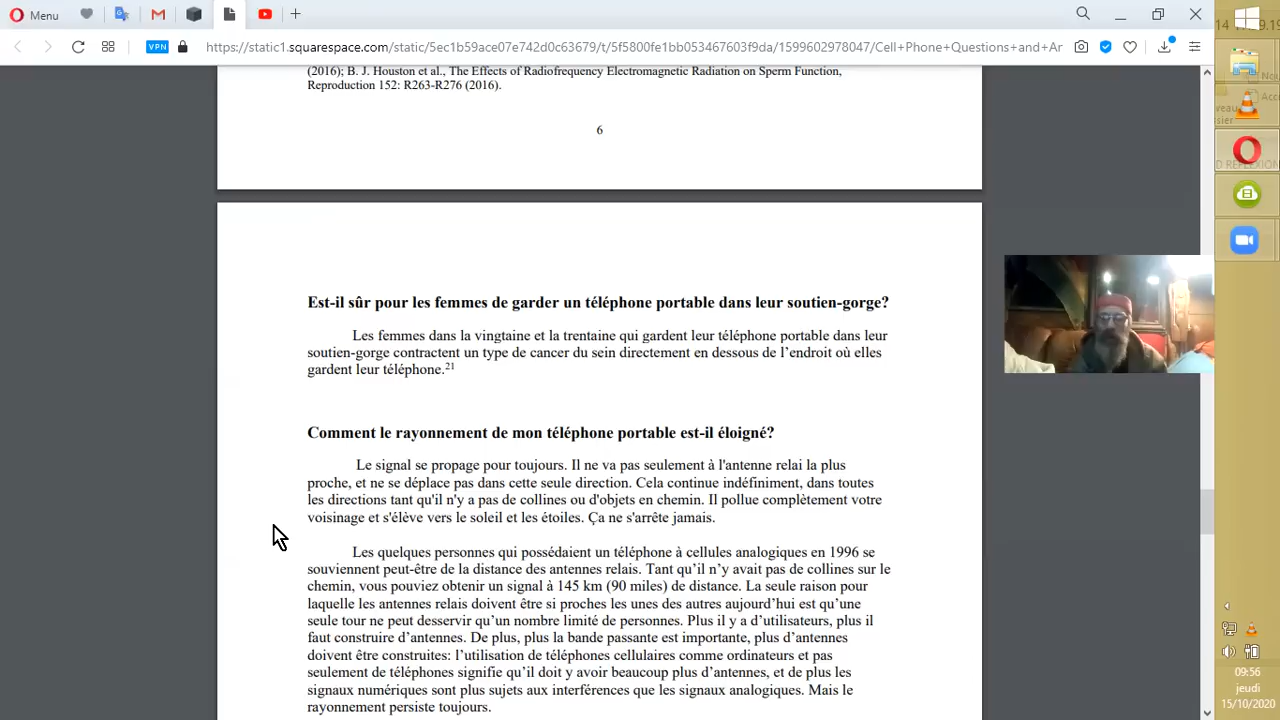 Menu
https://static1.squarespace.com/static/5ec1b59ace07e742d0c63679/t/5f5800fe1bb053467603f9da/1599602970047/Cell+Phone+Questions+and+Ar
VPN
(2016); B. J. Houston et al., The Effects of Radiofrequency Electromagnetic Radiation on Sperm Function,
Reproduction 152: R263-R276 (2016).
6
Est-il sûr pour les femmes de garder un téléphone portable dans leur soutien-gorge?
Les femmes dans la vingtaine et la trentaine qui gardent leur téléphone portable dans leur
soutien-gorge contractent un type de cancer du sein directement en dessous de l’endroit où elles
gardent leur téléphone.21
Comment le rayonnement de mon téléphone portable est-il éloigné?
Le signal se propage pour toujours. Il ne va pas seulement à l'antenne relai la plus
proche, et ne se déplace pas dans cette seule direction. Cela continue indéfiniment, dans toutes
les directions tant qu'il n'y a pas de collines ou d'objets en chemin. Il pollue complètement votre
voisinage et s'élève vers le soleil et les étoiles. Ça ne s'arrête jamais.
Les quelques personnes qui possédaient un téléphone à cellules analogiques en 1996 se
souviennent peut-être de la distance des antennes relais. Tant qu’il n’y avait pas de collines sur le
chemin, vous pouviez obtenir un signal à 145 km (90 miles) de distance. La seule raison pour
laquelle les antennes relais doivent être si proches les unes des autres aujourd’hui est qu’une
seule tour ne peut desservir qu’un nombre limité de personnes. Plus il y a d’utilisateurs, plus il
faut construire d’antennes. De plus, plus la bande passante est importante, plus d’antennes
doivent être construites: l’utilisation de téléphones cellulaires comme ordinateurs et pas
seulement de téléphones signifie qu’il doit y avoir beaucoup plus d’antennes, et de plus les
signaux numériques sont plus sujets aux interférences que les signaux analogiques. Mais le
rayonnement persiste toujours.
09:56
jeudi
15/10/2020